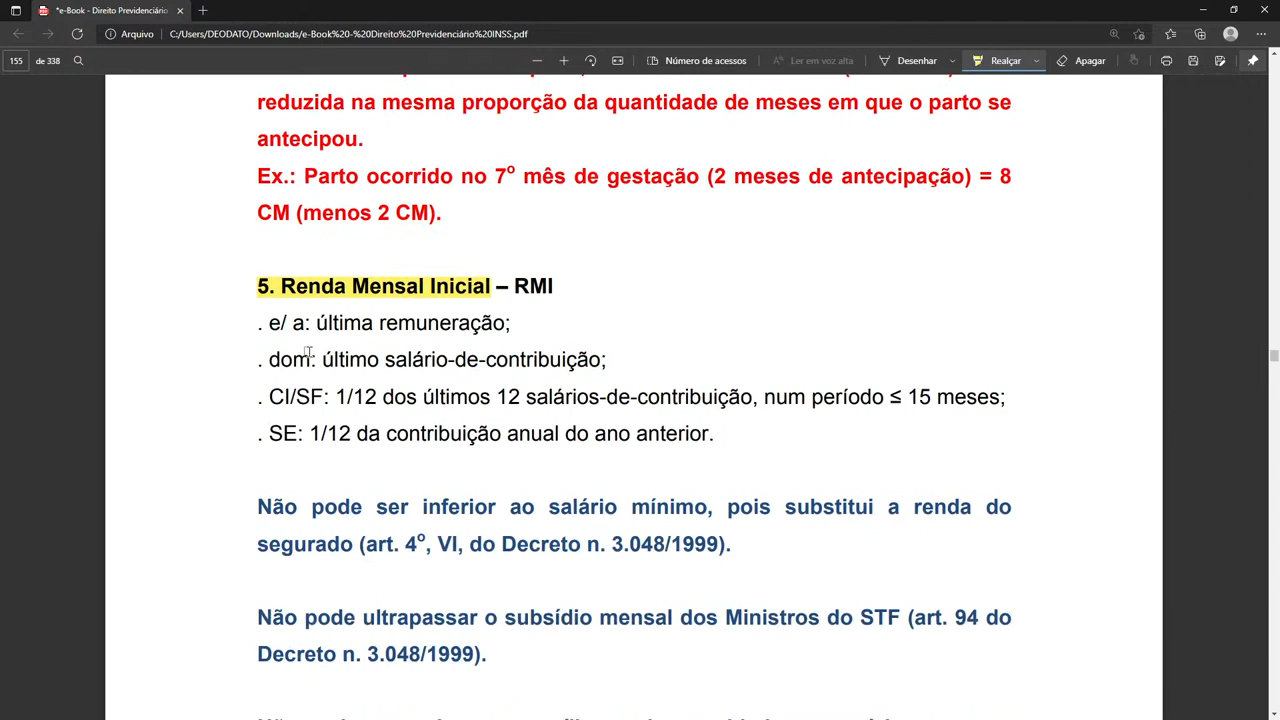 *e-Book - Direito Previdenciário
Arquivo C:/Users/DEODATO/Downloads/e-Book%20-%20Direito%20Previdenciário%20INSS.pdf
155 de 338 Número de acessos Ler em voz alta Desenhar Realçar Apagar
reduzida na mesma proporção da quantidade de meses em que o parto se
antecipou.
Ex.: Parto ocorrido no 7º mês de gestação (2 meses de antecipação) = 8
CM (menos 2 CM).
5. Renda Mensal Inicial – RMI
. e/ a: última remuneração;
. dom: último salário-de-contribuição;
. CI/SF: 1/12 dos últimos 12 salários-de-contribuição, num período ≤ 15 meses;
. SE: 1/12 da contribuição anual do ano anterior.
Não pode ser inferior ao salário mínimo, pois substitui a renda do
segurado (art. 4º, VI, do Decreto n. 3.048/1999).
Não pode ultrapassar o subsídio mensal dos Ministros do STF (art. 94 do
Decreto n. 3.048/1999).